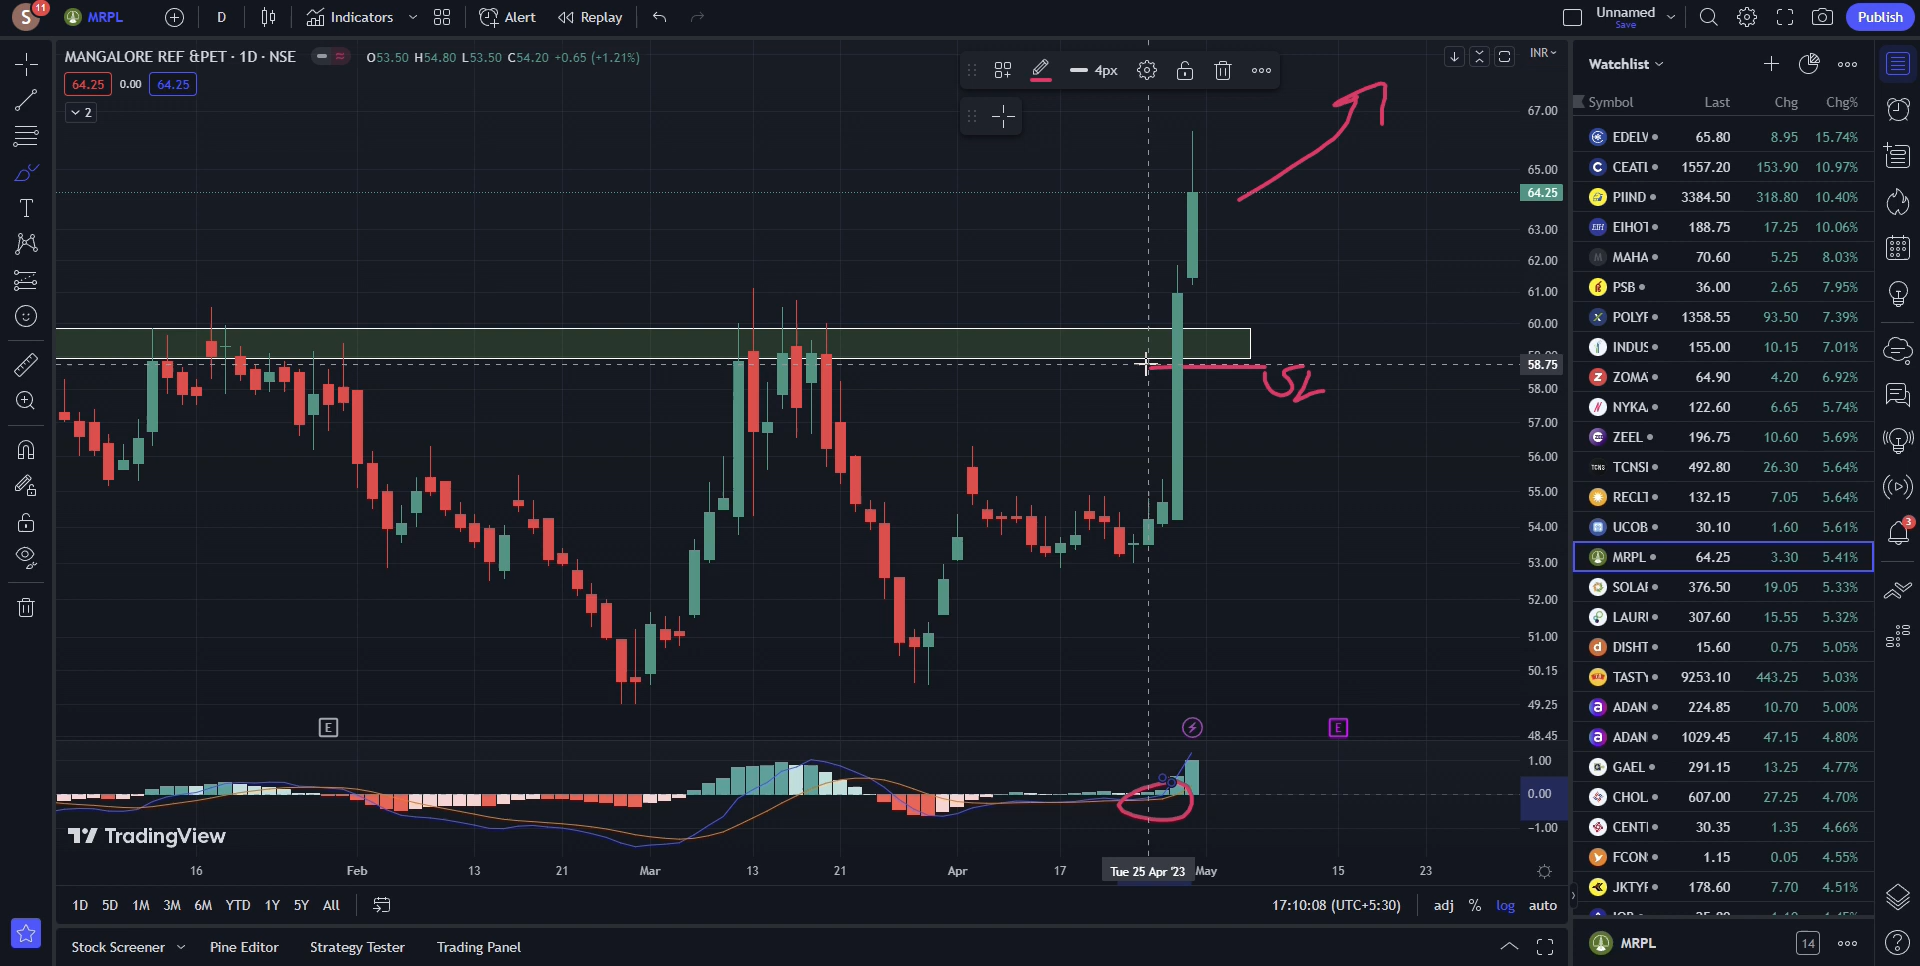 S 11 MRPL D Indicators Alert Replay Unnamed Save Publish
MANGALORE REF &PET · 1D · NSE O53.50 H54.80 L53.50 C54.20 +0.65 (+1.21%)
64.25 0.00 64.25
2
4px
INR
67.00
65.00
64.25
63.00
62.00
61.00
60.00
58.75
58.00
57.00
56.00
55.00
54.00
53.00
52.00
51.00
50.15
49.25
48.45
1.00
0.00
−1.00
SL
E
E
TradingView
16 Feb 13 21 Mar 13 21 Apr 17 Tue 25 Apr '23 May 15 23
1D 5D 1M 3M 6M YTD 1Y 5Y All 17:10:08 (UTC+5:30) adj % log auto
Stock Screener Pine Editor Strategy Tester Trading Panel
Watchlist
Symbol Last Chg Chg%
EDELV 65.80 8.95 15.74%
CEATL 1557.20 153.90 10.97%
PIIND 3384.50 318.80 10.40%
EIHOT 188.75 17.25 10.06%
MAHA 70.60 5.25 8.03%
PSB 36.00 2.65 7.95%
POLYF 1358.55 93.50 7.39%
INDUS 155.00 10.15 7.01%
ZOMA 64.90 4.20 6.92%
NYKA 122.60 6.65 5.74%
ZEEL 196.75 10.60 5.69%
TCNSI 492.80 26.30 5.64%
RECLT 132.15 7.05 5.64%
UCOB 30.10 1.60 5.61%
MRPL 64.25 3.30 5.41%
SOLAF 376.50 19.05 5.33%
LAURI 307.60 15.55 5.32%
DISHT 15.60 0.75 5.05%
TASTY 9253.10 443.25 5.03%
ADAN 224.85 10.70 5.00%
ADAN 1029.45 47.15 4.80%
GAEL 291.15 13.25 4.77%
CHOL 607.00 27.25 4.70%
CENTI 30.35 1.35 4.66%
FCON 1.15 0.05 4.55%
JKTYF 178.60 7.70 4.51%
MRPL 14
3